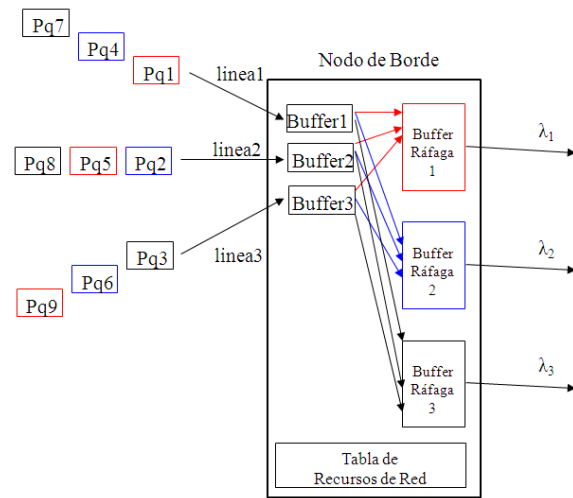 Pq7
Pq4
Pq1
linea1
Nodo de Borde
Buffer1
Buffer
Ráfaga
1
λ1
Pq8
Pq5
Pq2
linea2
Buffer2
Pq3
linea3
Buffer3
Pq6
Pq9
Buffer
Ráfaga
2
λ2
Buffer
Ráfaga
3
λ3
Tabla de
Recursos de Red